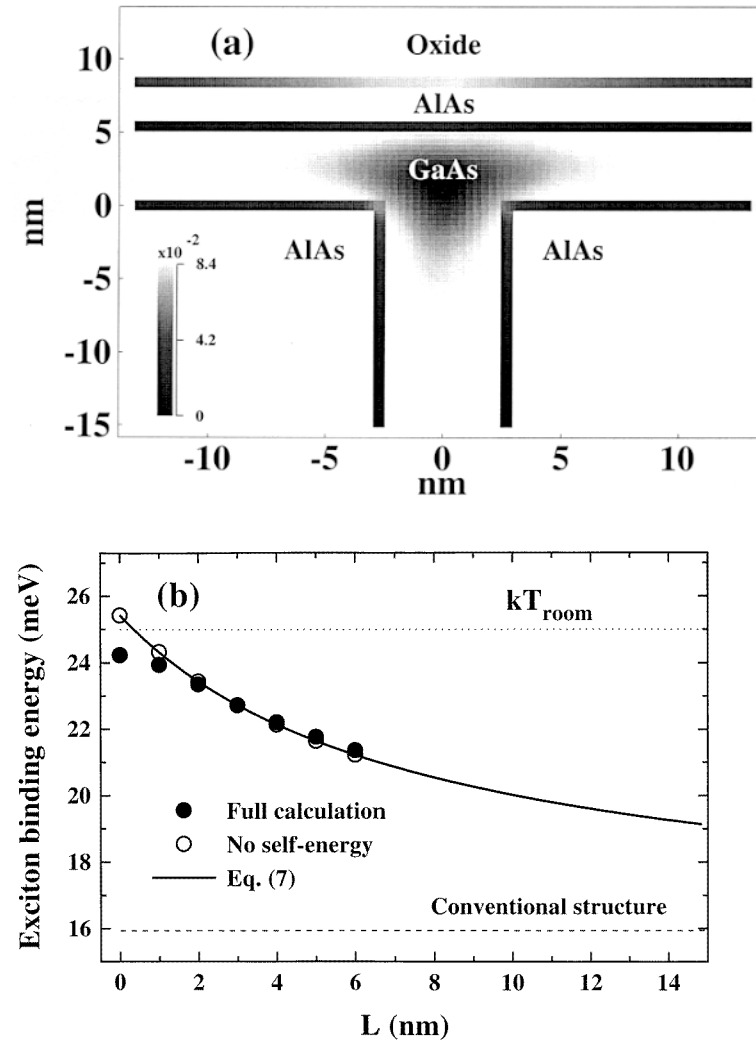 (a)
Oxide
AlAs
GaAs
AlAs
AlAs
x10 -2
8.4
4.2
0
10
5
0
-5
-10
-15
nm
-10 -5 0 5 10
nm
(b)
kTroom
26
24
22
20
18
16
Exciton binding energy (meV)
Full calculation
No self-energy
Eq. (7)
Conventional structure
0 2 4 6 8 10 12 14
L (nm)